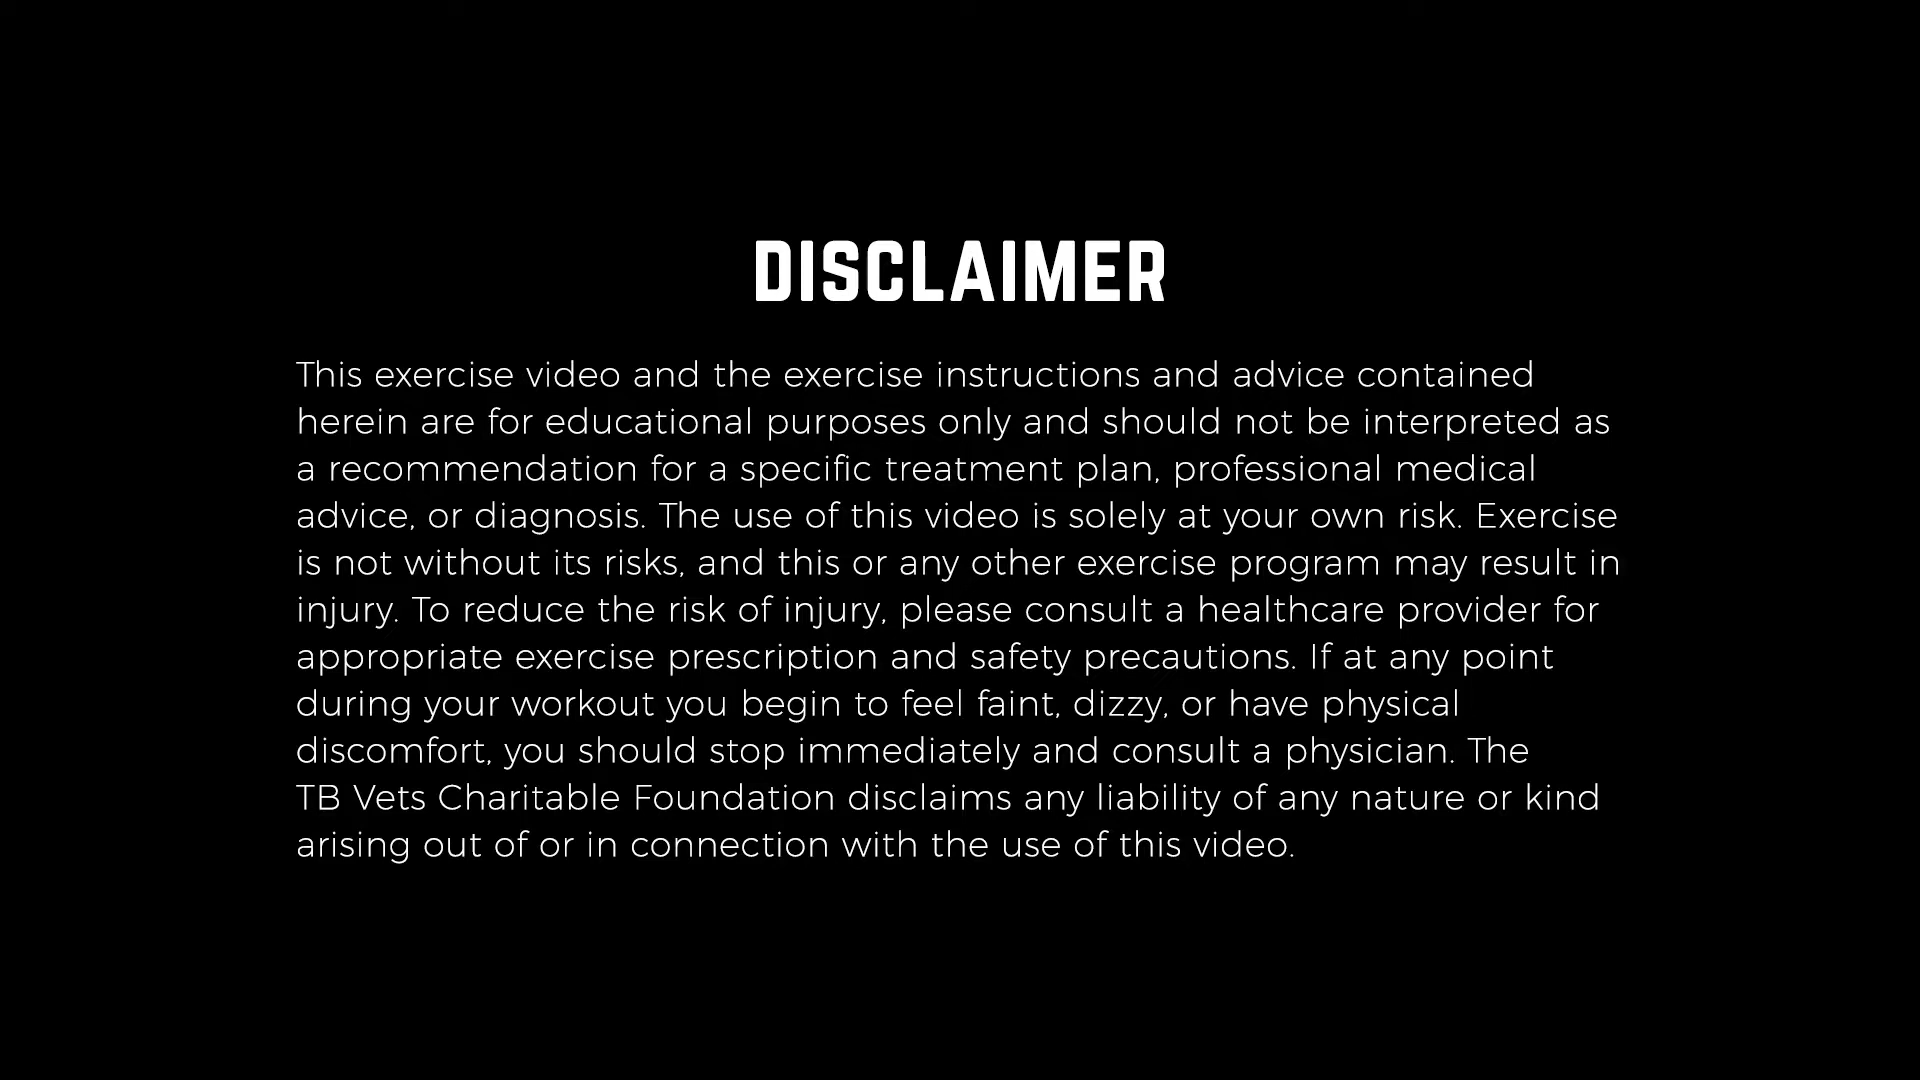 DISCLAIMER
This exercise video and the exercise instructions and advice contained
herein are for educational purposes only and should not be interpreted as
a recommendation for a specific treatment plan, professional medical
advice, or diagnosis. The use of this video is solely at your own risk. Exercise
is not without its risks, and this or any other exercise program may result in
injury. To reduce the risk of injury, please consult a healthcare provider for
appropriate exercise prescription and safety precautions. If at any point
during your workout you begin to feel faint, dizzy, or have physical
discomfort, you should stop immediately and consult a physician. The
TB Vets Charitable Foundation disclaims any liability of any nature or kind
arising out of or in connection with the use of this video.